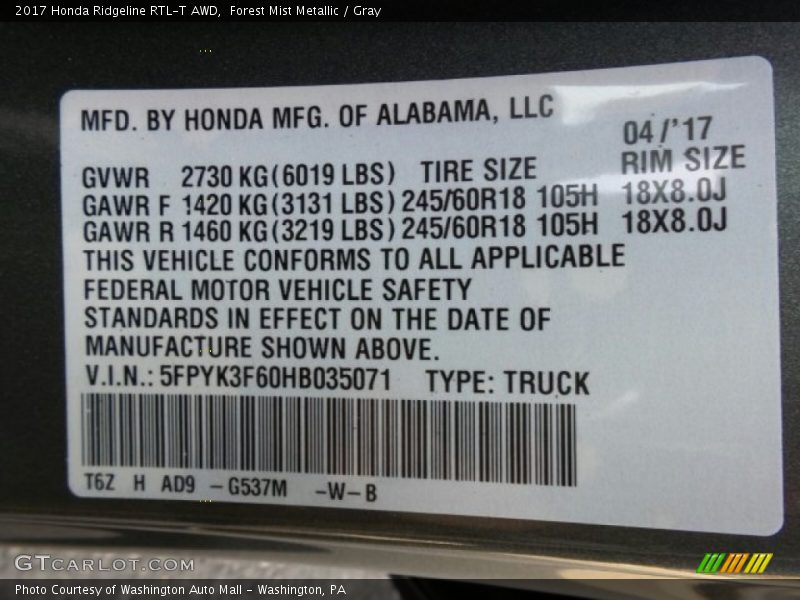 2017 Honda Ridgeline RTL-T AWD,  Forest Mist Metallic / Gray
MFD. BY HONDA MFG. OF ALABAMA, LLC
04/'17
GVWR 2730 KG(6019 LBS) TIRE SIZE RIM SIZE
GAWR F 1420 KG(3131 LBS) 245/60R18 105H 18X8.0J
GAWR R 1460 KG(3219 LBS) 245/60R18 105H 18X8.0J
THIS VEHICLE CONFORMS TO ALL APPLICABLE
FEDERAL MOTOR VEHICLE SAFETY
STANDARDS IN EFFECT ON THE DATE OF
MANUFACTURE SHOWN ABOVE.
V.I.N.: 5FPYK3F60HB035071 TYPE: TRUCK
T6Z H AD9 -G537M -W-B
GTCARLOT.COM
Photo Courtesy of Washington Auto Mall - Washington, PA